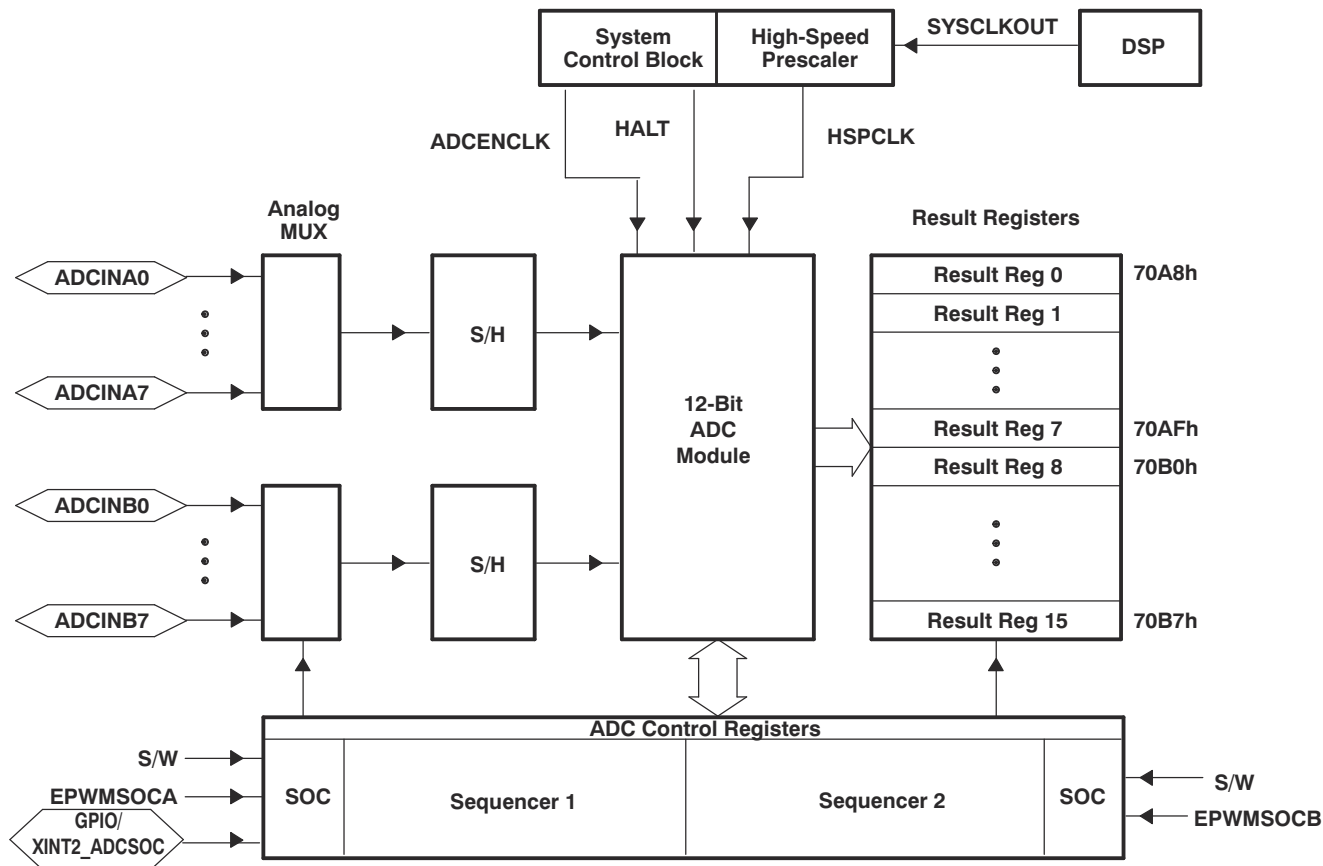 System
Control Block
High-Speed
Prescaler
SYSCLKOUT
DSP
ADCENCLK
HALT
HSPCLK
Analog
MUX
Result Registers
ADCINA0
ADCINA7
S/H
12-Bit
ADC
Module
Result Reg 0
70A8h
Result Reg 1
Result Reg 7
70AFh
Result Reg 8
70B0h
ADCINB0
ADCINB7
S/H
Result Reg 15
70B7h
ADC Control Registers
S/W
EPWMSOCA
GPIO/
XINT2_ADCSOC
SOC
Sequencer 1
Sequencer 2
SOC
S/W
EPWMSOCB